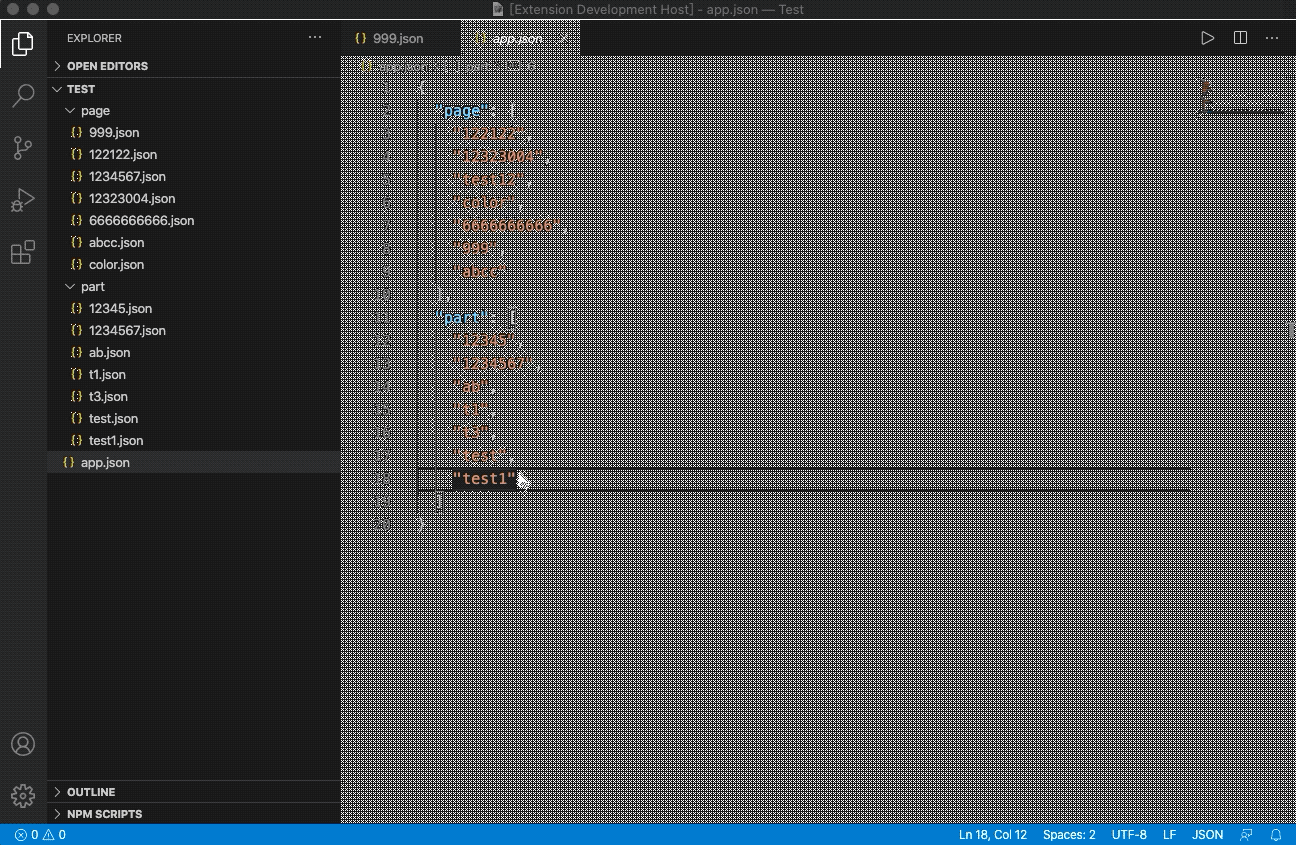 [Extension Development Host] - app.json — Test
EXPLORER
OPEN EDITORS
TEST
page
999.json
122122.json
1234567.json
12323004.json
6666666666.json
abcc.json
color.json
part
12345.json
1234567.json
ab.json
t1.json
t3.json
test.json
test1.json
app.json
OUTLINE
NPM SCRIPTS
999.json
app.json
{
"page": [
"122122",
"12323004",
"test12",
"color",
"6666666666",
"999",
"abcc"
],
"part": [
"12345",
"1234567",
"ab",
"t1",
"test",
"test1"
]
}
0 0
Ln 18, Col 12 Spaces: 2 UTF-8 LF JSON